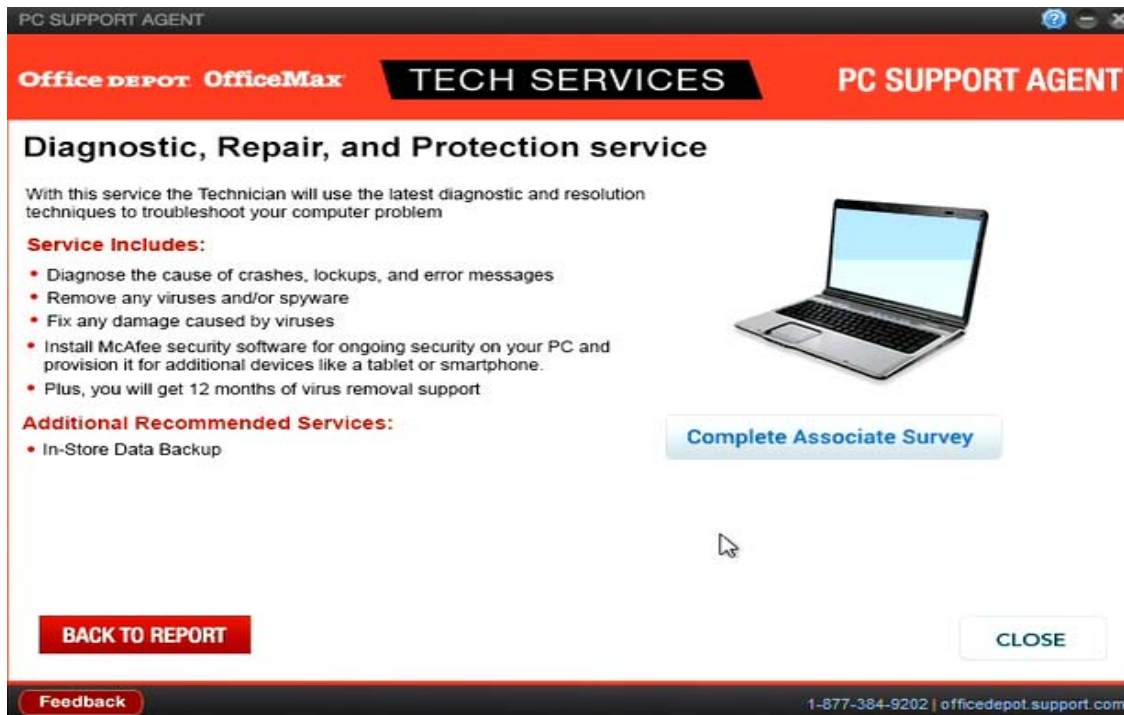 PC SUPPORT AGENT
Office DEPOT OfficeMax TECH SERVICES PC SUPPORT AGENT
Diagnostic, Repair, and Protection service
With this service the Technician will use the latest diagnostic and resolution
techniques to troubleshoot your computer problem
Service Includes:
• Diagnose the cause of crashes, lockups, and error messages
• Remove any viruses and/or spyware
• Fix any damage caused by viruses
• Install McAfee security software for ongoing security on your PC and
provision it for additional devices like a tablet or smartphone.
• Plus, you will get 12 months of virus removal support
Additional Recommended Services:
• In-Store Data Backup
Complete Associate Survey
BACK TO REPORT
CLOSE
Feedback
1-877-384-9202 | officedepot.support.com